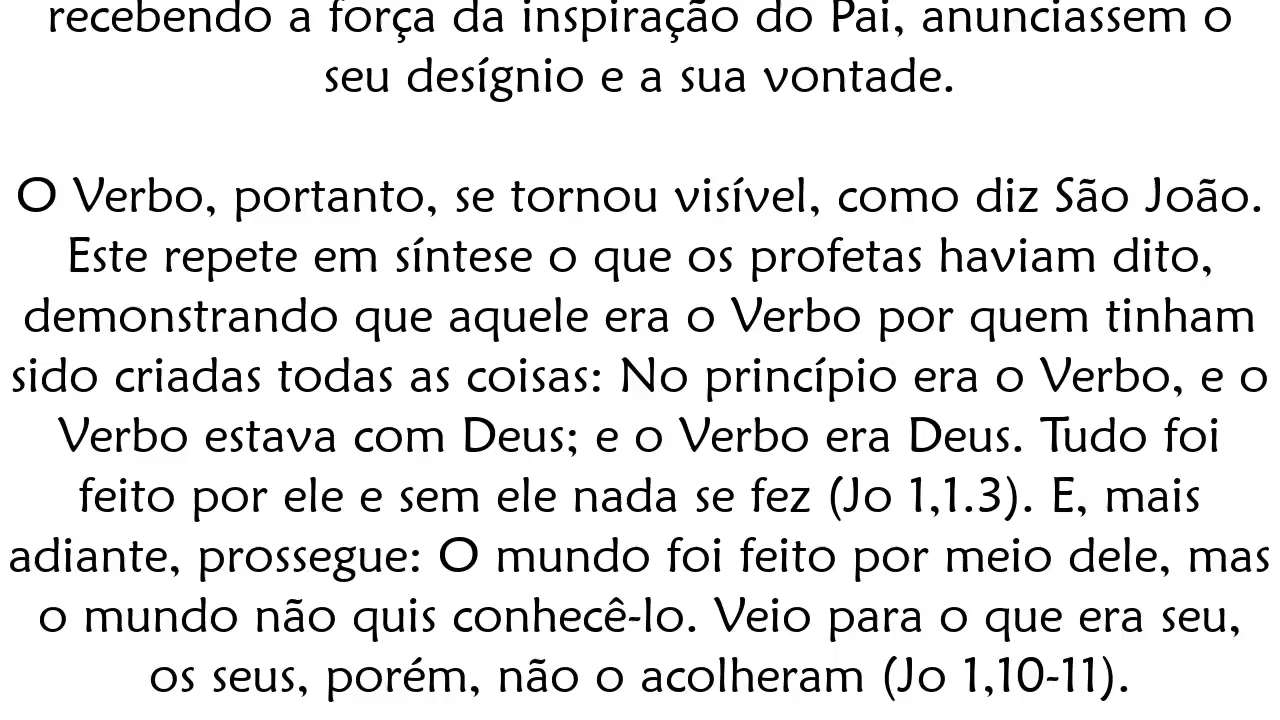 recebendo a força da inspiração do Pai, anunciassem o
seu desígnio e a sua vontade.
O Verbo, portanto, se tornou visível, como diz São João.
Este repete em síntese o que os profetas haviam dito,
demonstrando que aquele era o Verbo por quem tinham
sido criadas todas as coisas: No princípio era o Verbo, e o
Verbo estava com Deus; e o Verbo era Deus. Tudo foi
feito por ele e sem ele nada se fez (Jo 1,1.3). E, mais
adiante, prossegue: O mundo foi feito por meio dele, mas
o mundo não quis conhecê-lo. Veio para o que era seu,
os seus, porém, não o acolheram (Jo 1,10-11).